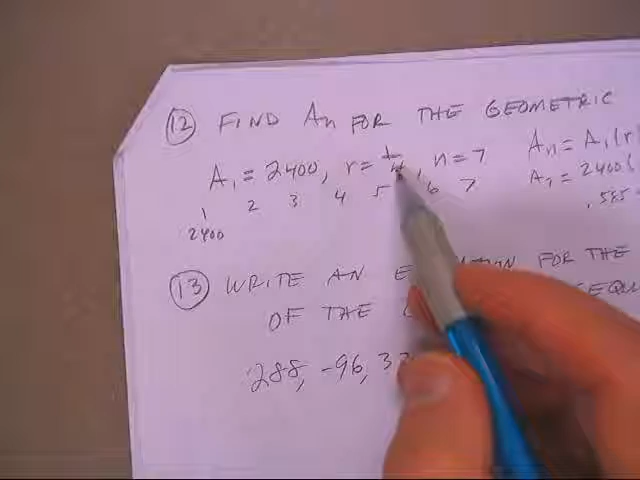 12 FIND An FOR THE GEOMETRIC
A1 = 2400, r = 1/4, n = 7
An = A1(r
A7 = 2400(
.585
1 2 3 4 5 6 7
2400
13 WRITE AN FOR THE
OF THE
288, -96, 3